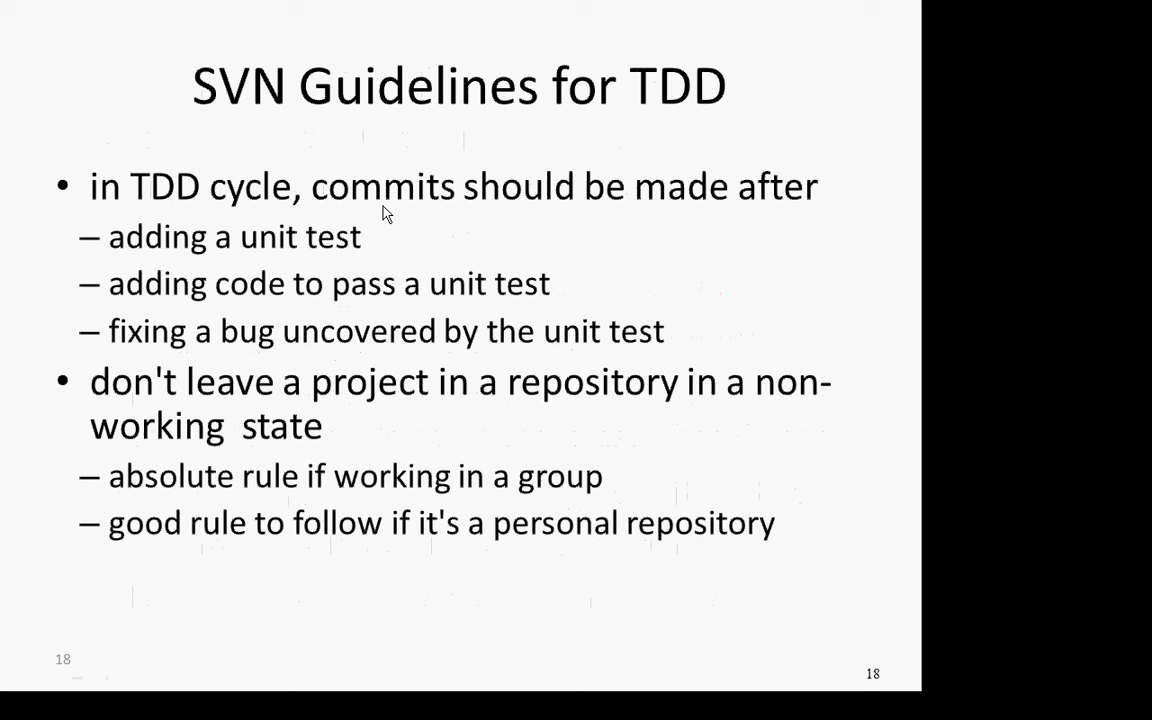 SVN Guidelines for TDD
• in TDD cycle, commits should be made after
– adding a unit test
– adding code to pass a unit test
– fixing a bug uncovered by the unit test
• don't leave a project in a repository in a non-
working state
– absolute rule if working in a group
– good rule to follow if it's a personal repository
18
18